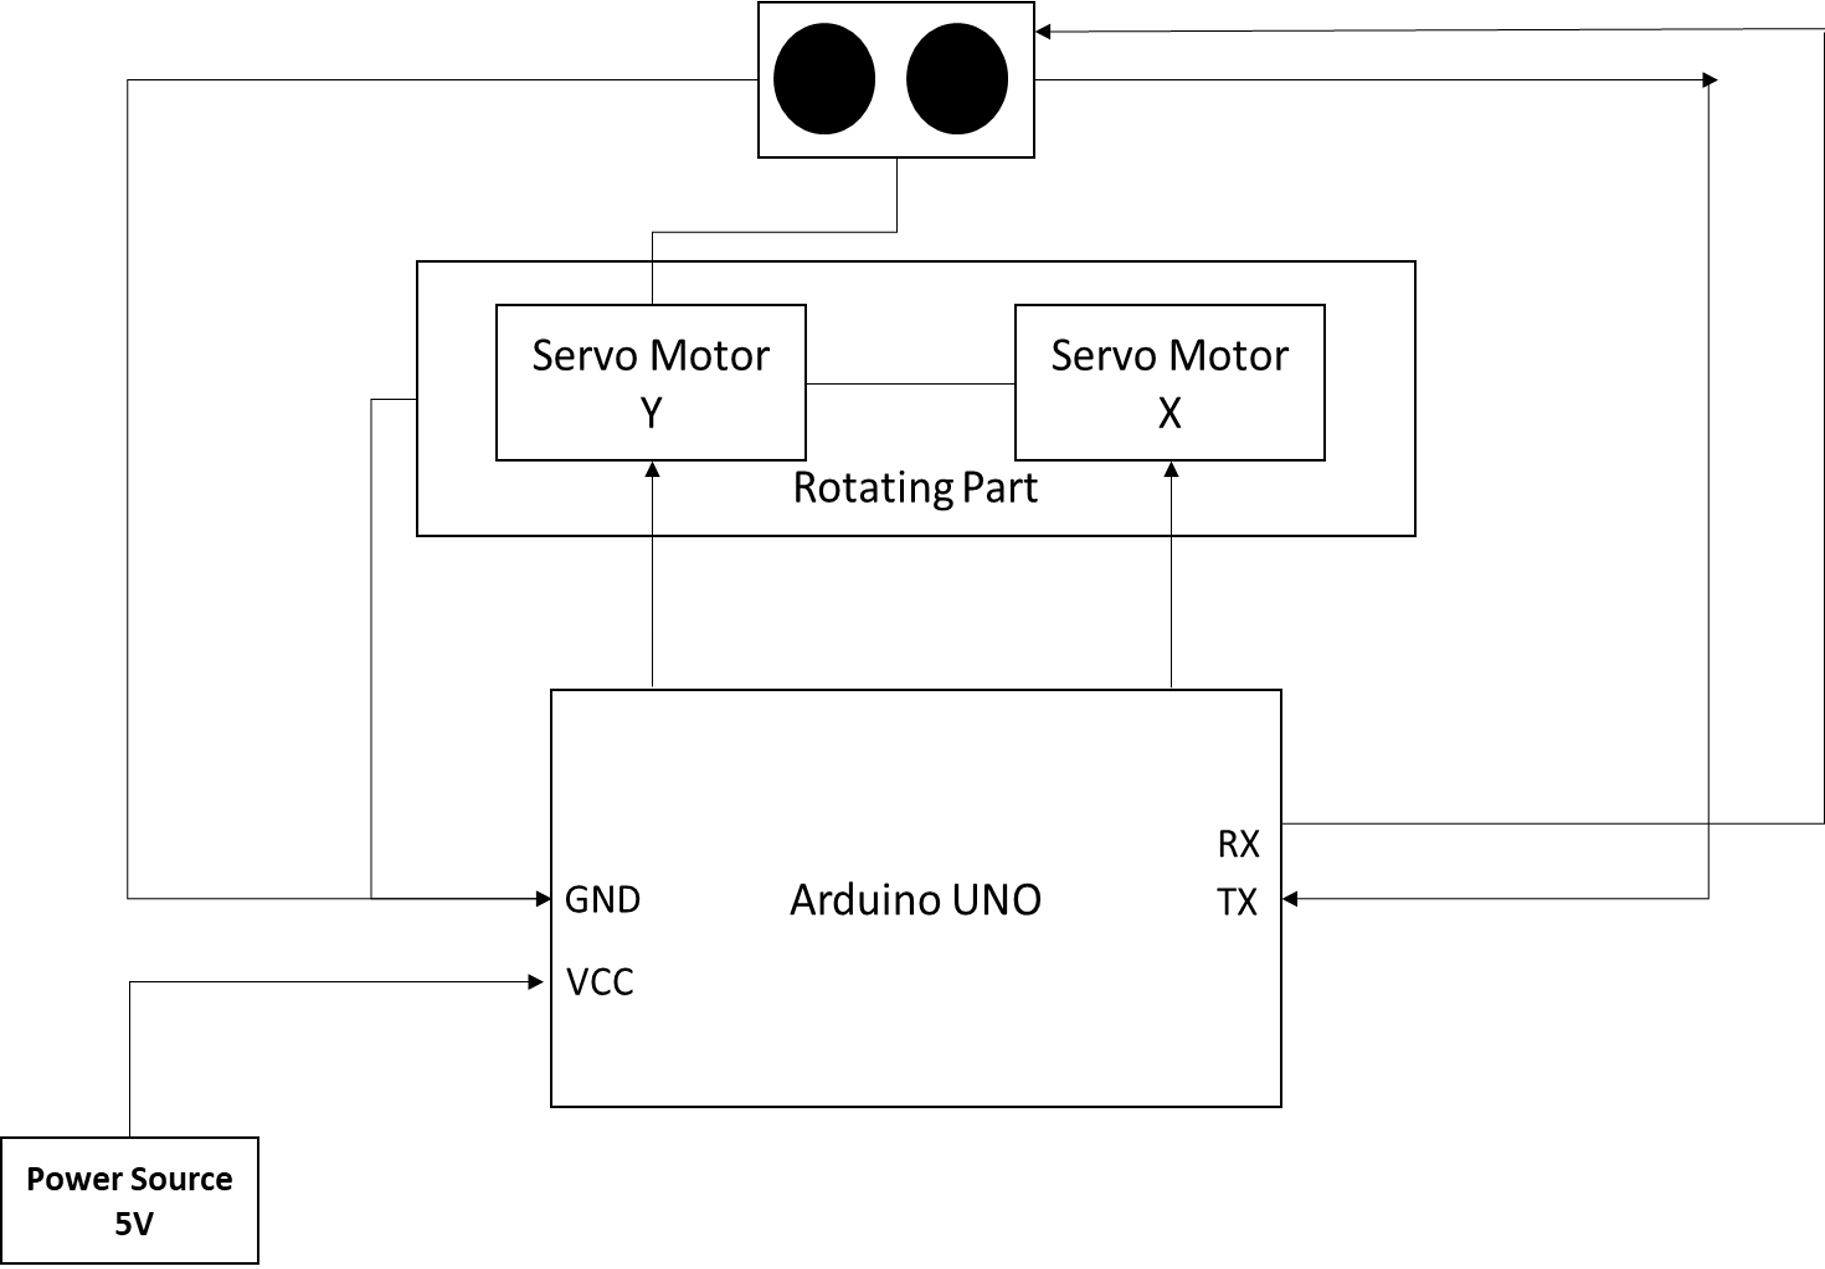 Servo Motor
Y
Servo Motor
X
Rotating Part
RX
GND
Arduino UNO
TX
VCC
Power Source
5V